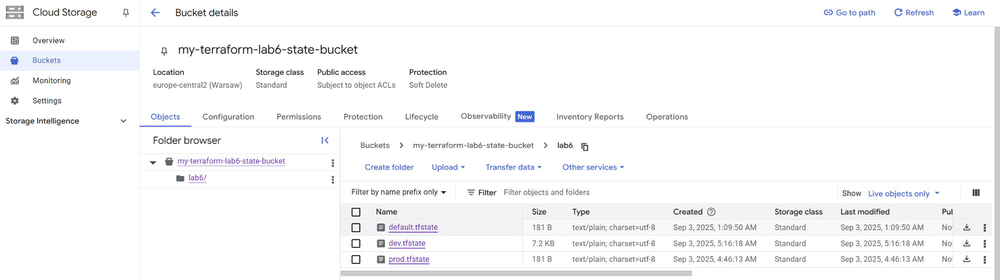 Cloud Storage
Bucket details
Go to path
Refresh
Learn
Overview
Buckets
Monitoring
Settings
Storage Intelligence
my-terraform-lab6-state-bucket
Location
europe-central2 (Warsaw)
Storage class
Standard
Public access
Subject to object ACLs
Protection
Soft Delete
Objects Configuration Permissions Protection Lifecycle Observability New Inventory Reports Operations
Folder browser
my-terraform-lab6-state-bucket
lab6/
Buckets my-terraform-lab6-state-bucket lab6
Create folder Upload Transfer data Other services
Filter by name prefix only Filter Filter objects and folders Show Live objects only
Name Size Type Created Storage class Last modified
default.tfstate 181 B text/plain; charset=utf-8 Sep 3, 2025, 1:09:50 AM Standard Sep 3, 2025, 1:09:50 AM
dev.tfstate 7.2 KB text/plain; charset=utf-8 Sep 3, 2025, 5:16:18 AM Standard Sep 3, 2025, 5:16:18 AM
prod.tfstate 181 B text/plain; charset=utf-8 Sep 3, 2025, 4:46:13 AM Standard Sep 3, 2025, 4:46:13 AM